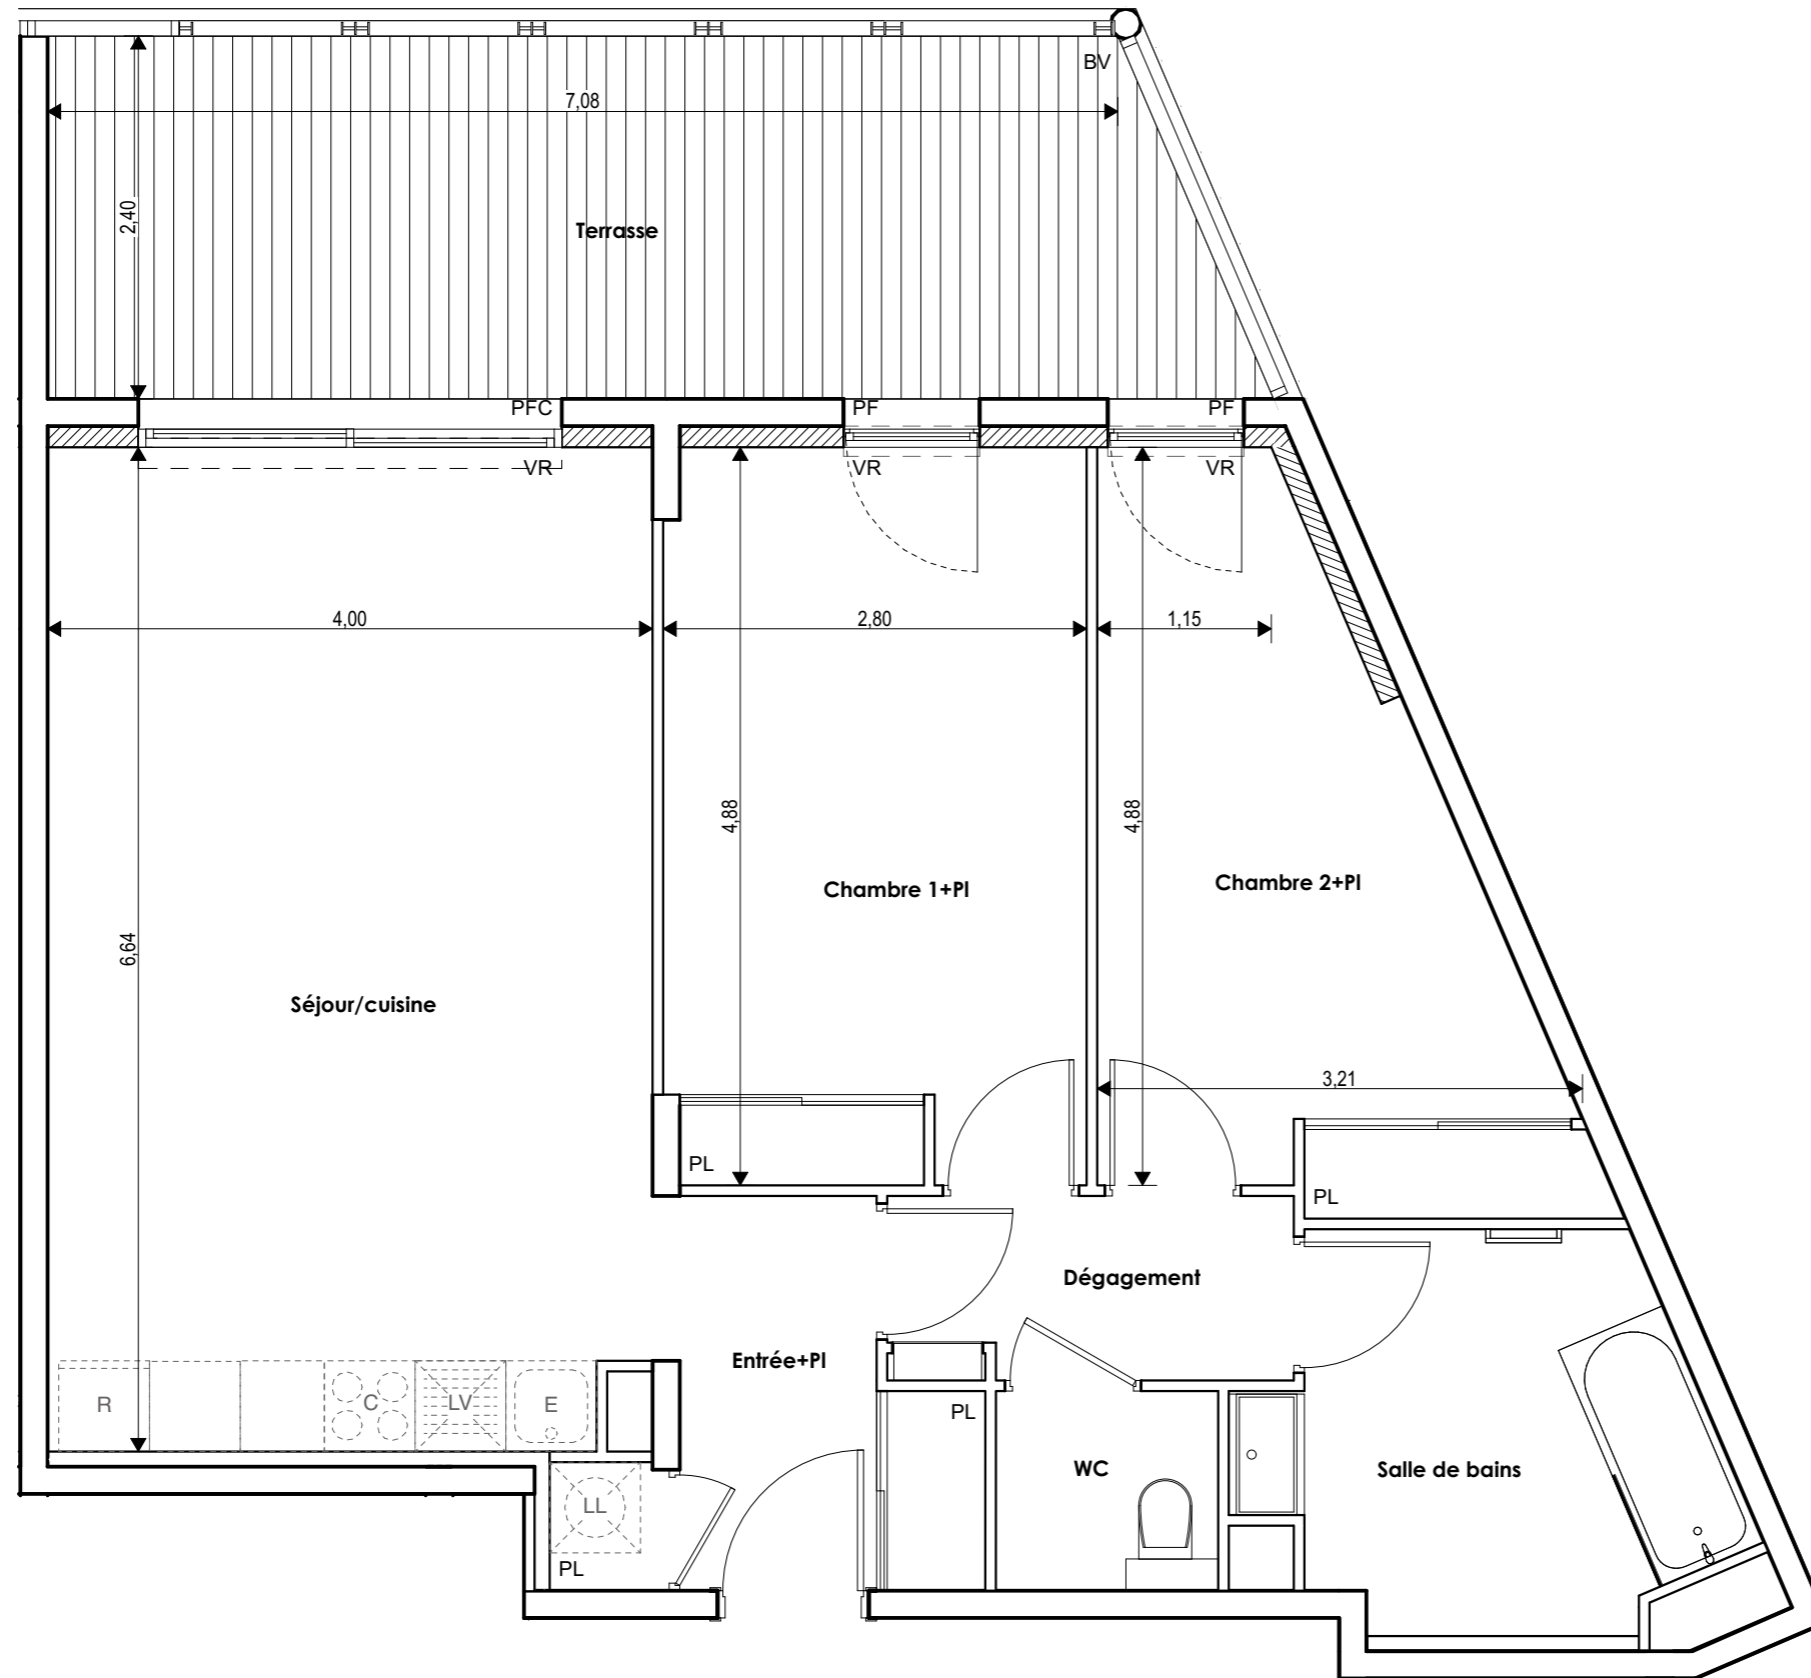 BV
7,08
2,40
Terrasse
PFC
PF
PF
VR
VR
VR
4,00
2,80
1,15
4,88
4,88
Chambre 1+Pl
Chambre 2+Pl
6,64
Séjour/cuisine
3,21
PL
PL
Dégagement
Entrée+Pl
R
C
LV
E
PL
WC
Salle de bains
LL
PL